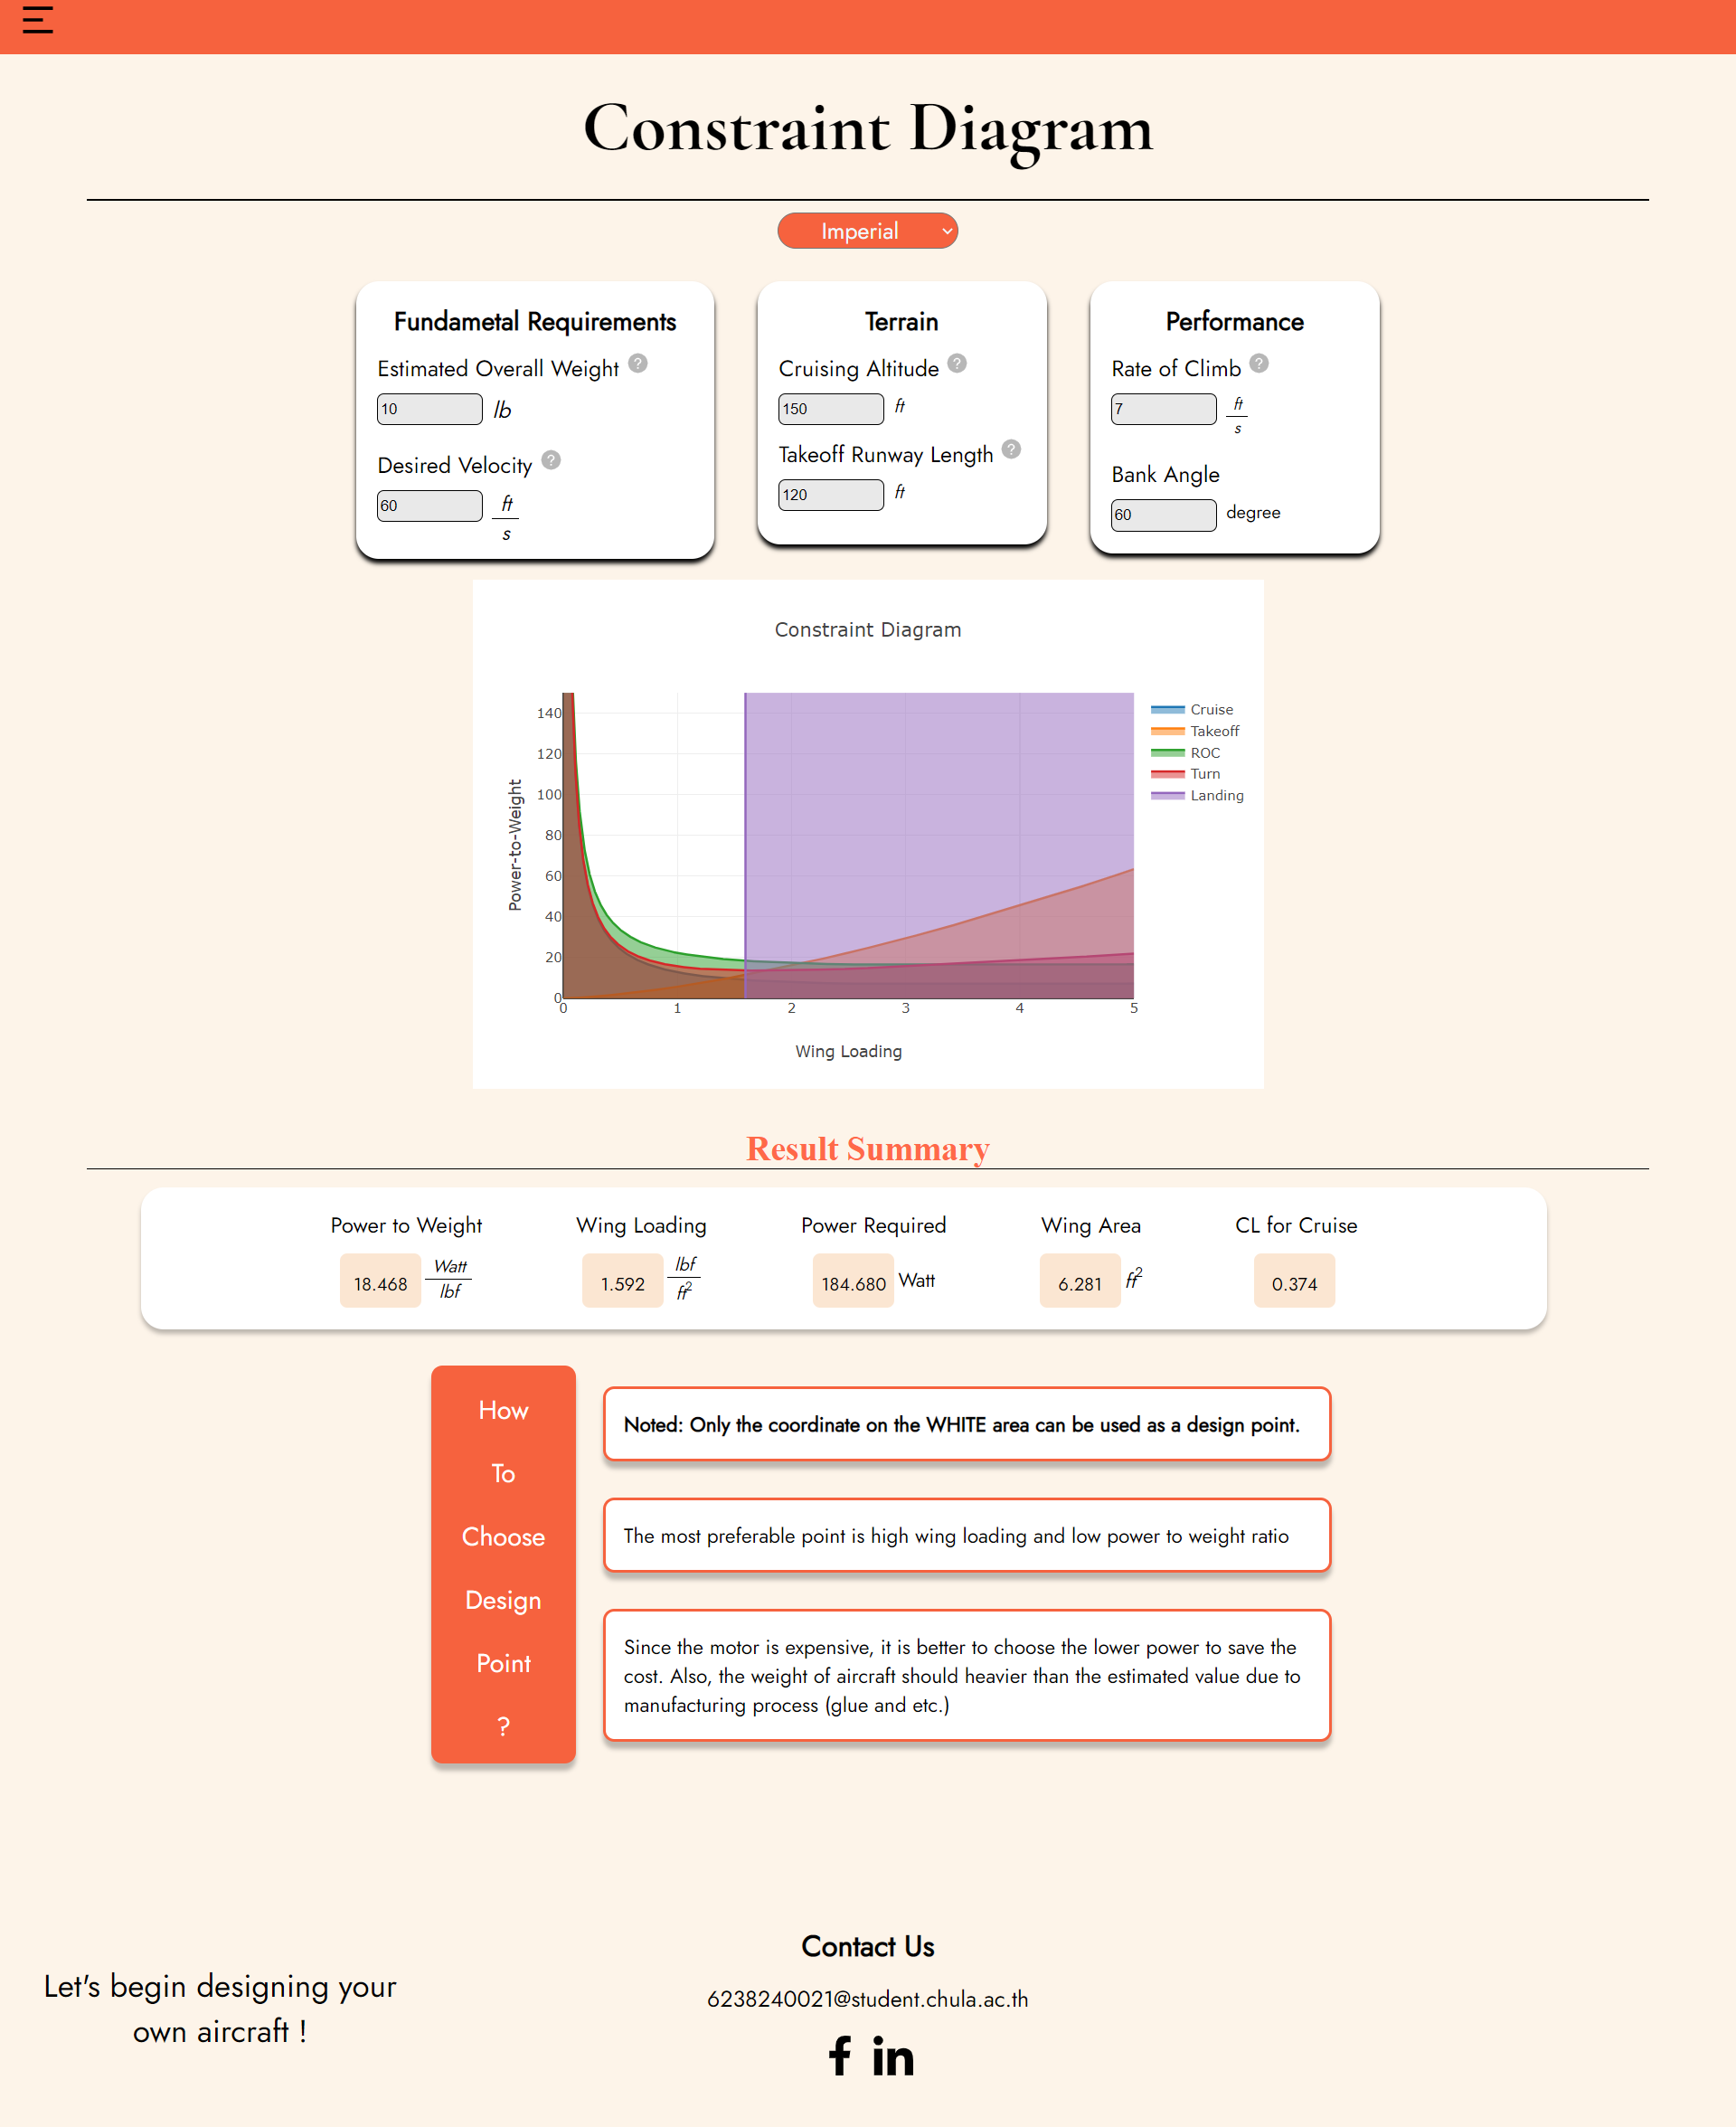 Constraint Diagram
Imperial
Fundametal Requirements
Estimated Overall Weight ?
10 lb
Desired Velocity ?
60 ft
s
Terrain
Cruising Altitude ?
150 ft
Takeoff Runway Length ?
120 ft
Performance
Rate of Climb ?
7 ft
s
Bank Angle
60 degree
Constraint Diagram
140
120
100
80
60
40
20
0
Power-to-Weight
0 1 2 3 4 5
Wing Loading
Cruise
Takeoff
ROC
Turn
Landing
Result Summary
Power to Weight
18.468 Watt
lbf
Wing Loading
1.592 lbf
ft²
Power Required
184.680 Watt
Wing Area
6.281 ft²
CL for Cruise
0.374
How
To
Choose
Design
Point
?
Noted: Only the coordinate on the WHITE area can be used as a design point.
The most preferable point is high wing loading and low power to weight ratio
Since the motor is expensive, it is better to choose the lower power to save the
cost. Also, the weight of aircraft should heavier than the estimated value due to
manufacturing process (glue and etc.)
Let's begin designing your
own aircraft !
Contact Us
6238240021@student.chula.ac.th
f in